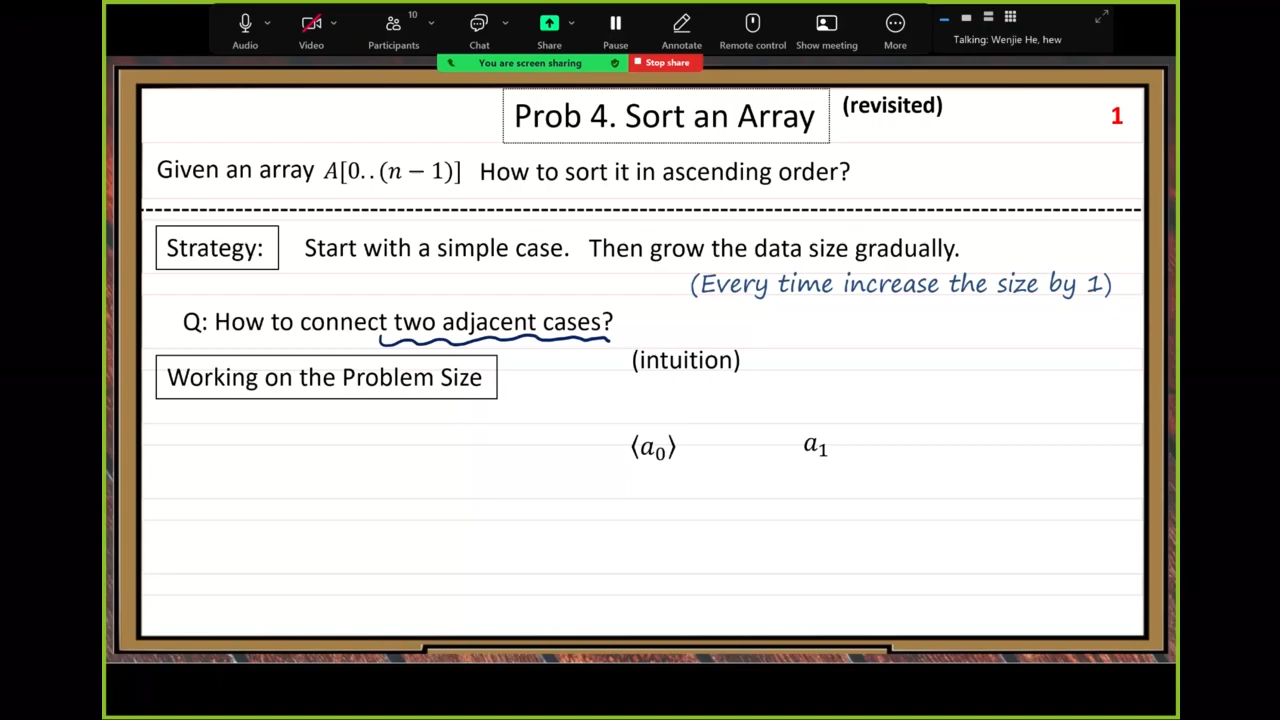 10
Audio Video Participants Chat Share Pause Annotate Remote control Show meeting More
Talking: Wenjie He, hew
You are screen sharing Stop share
Prob 4. Sort an Array (revisited) 1
Given an array A[0..(n − 1)] How to sort it in ascending order?
Strategy: Start with a simple case. Then grow the data size gradually.
(Every time increase the size by 1)
Q: How to connect two adjacent cases?
(intuition)
Working on the Problem Size
⟨a₀⟩ a₁